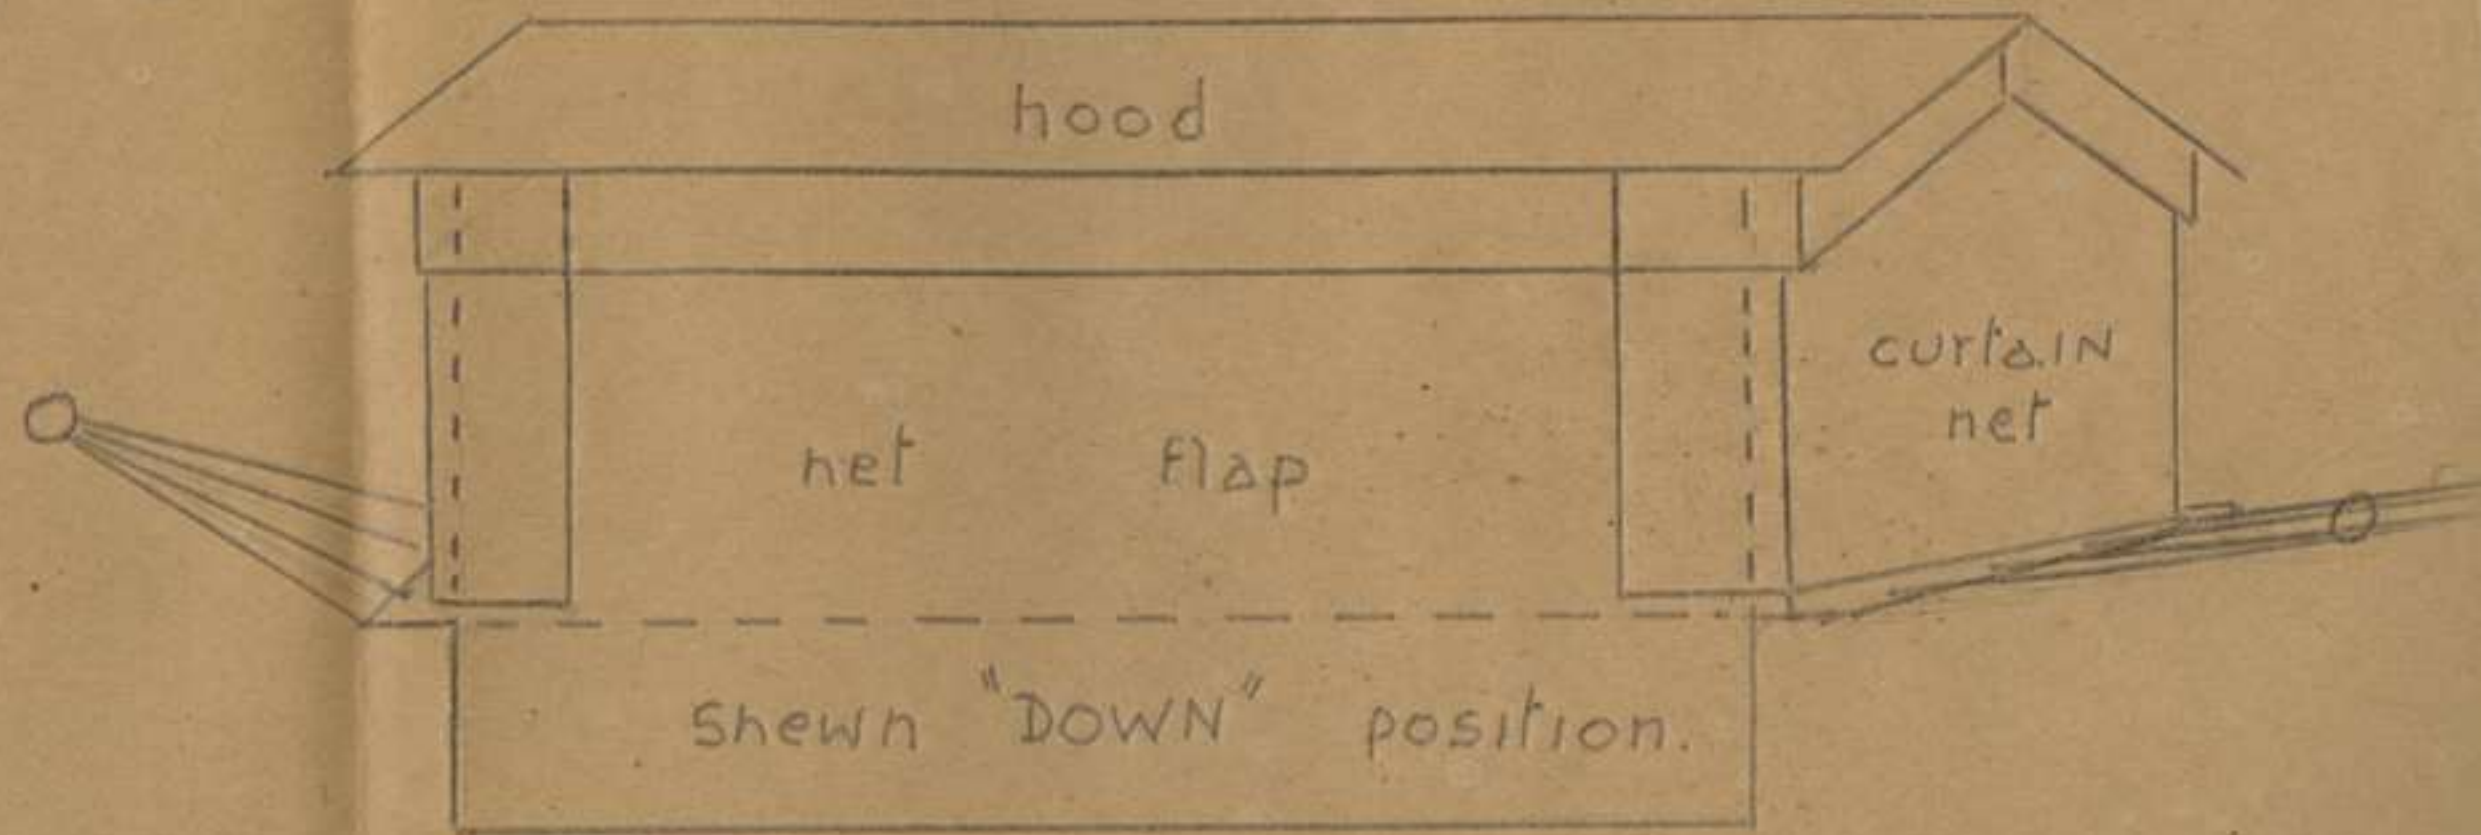 hood
curtain
net
net flap
shewn "DOWN" position.